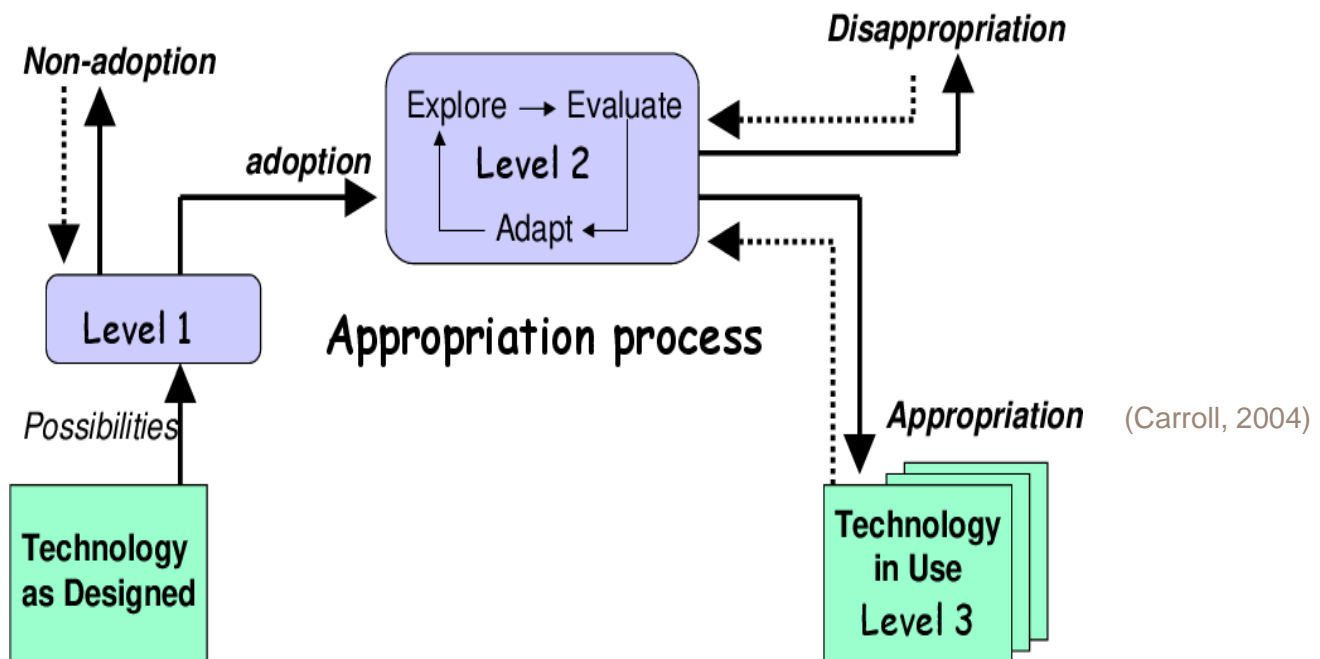 Disappropriation
Non-adoption
Explore
Evaluate
Level 2
adoption
Adapt
Level 1
Appropriation process
Possibilities
Appropriation
(Carroll, 2004)
Technology
as Designed
Technology
in Use
Level 3